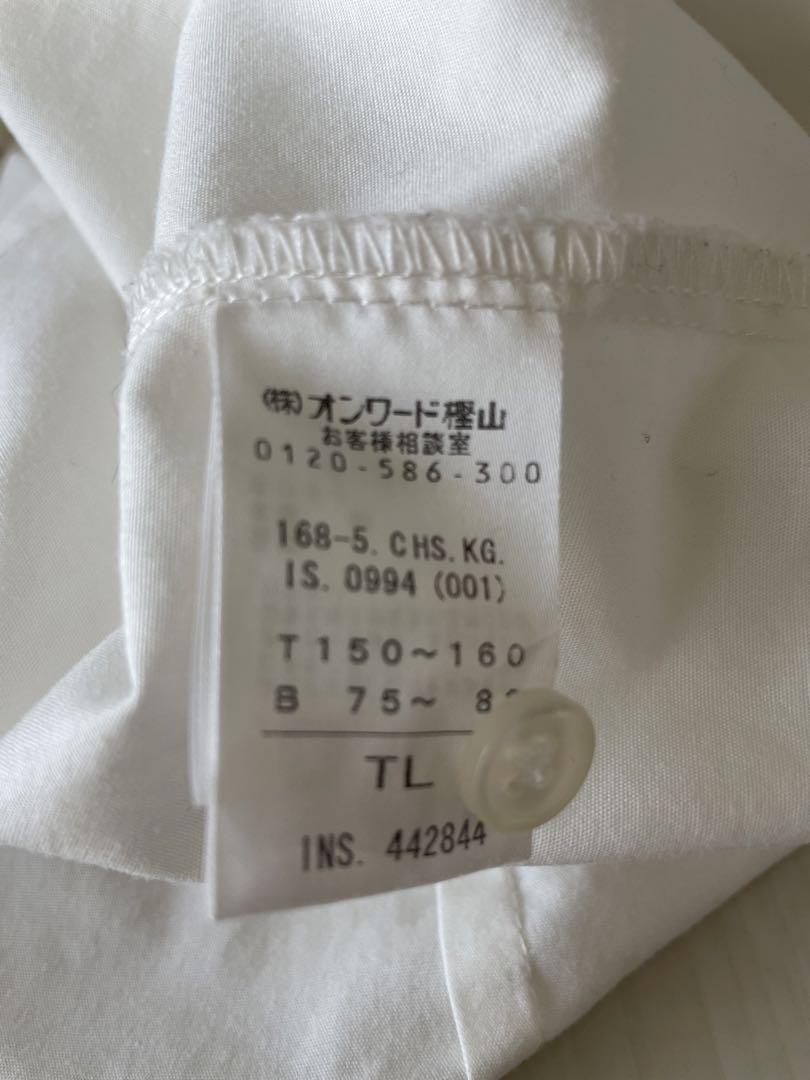 (株)オンワード樫山
お客様相談室
0120-586-300
168-5. CHS. KG.
IS. 0994 (001)
T 150~160
B 75~
TL
INS. 442844